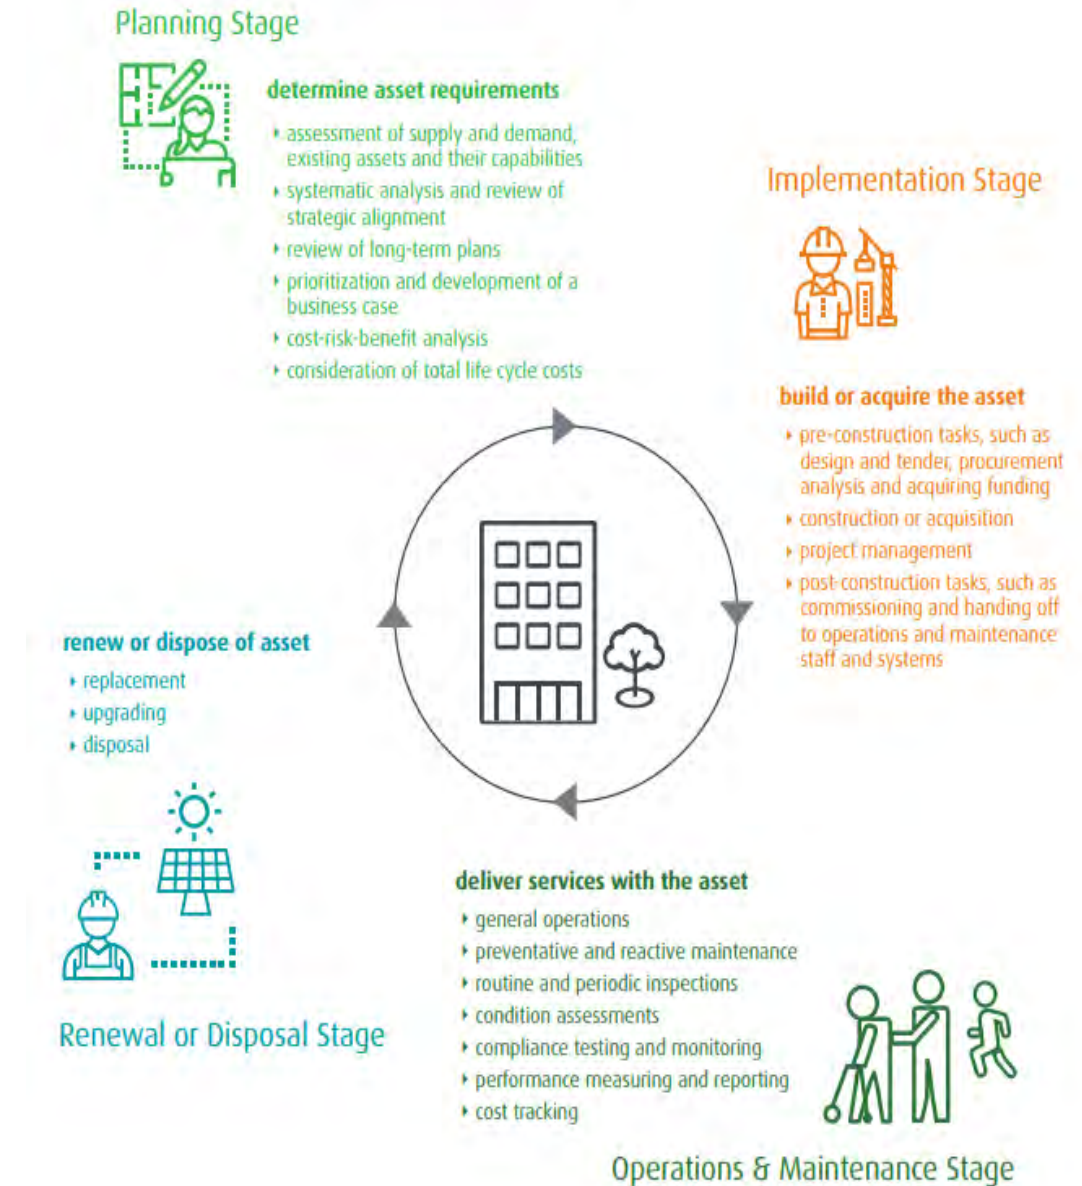 Planning Stage
determine asset requirements
assessment of supply and demand,
existing assets and their capabilities
systematic analysis and review of
strategic alignment
review of long-term plans
prioritization and development of a
business case
cost-risk-benefit analysis
consideration of total life cycle costs
Implementation Stage
build or acquire the asset
pre-construction tasks, such as
design and tender, procurement
analysis and acquiring funding
construction or acquisition
project management
post-construction tasks, such as
commissioning and handing off
to operations and maintenance
staff and systems
deliver services with the asset
general operations
preventative and reactive maintenance
routine and periodic inspections
condition assessments
compliance testing and monitoring
performance measuring and reporting
cost tracking
Operations & Maintenance Stage
renew or dispose of asset
replacement
upgrading
disposal
Renewal or Disposal Stage